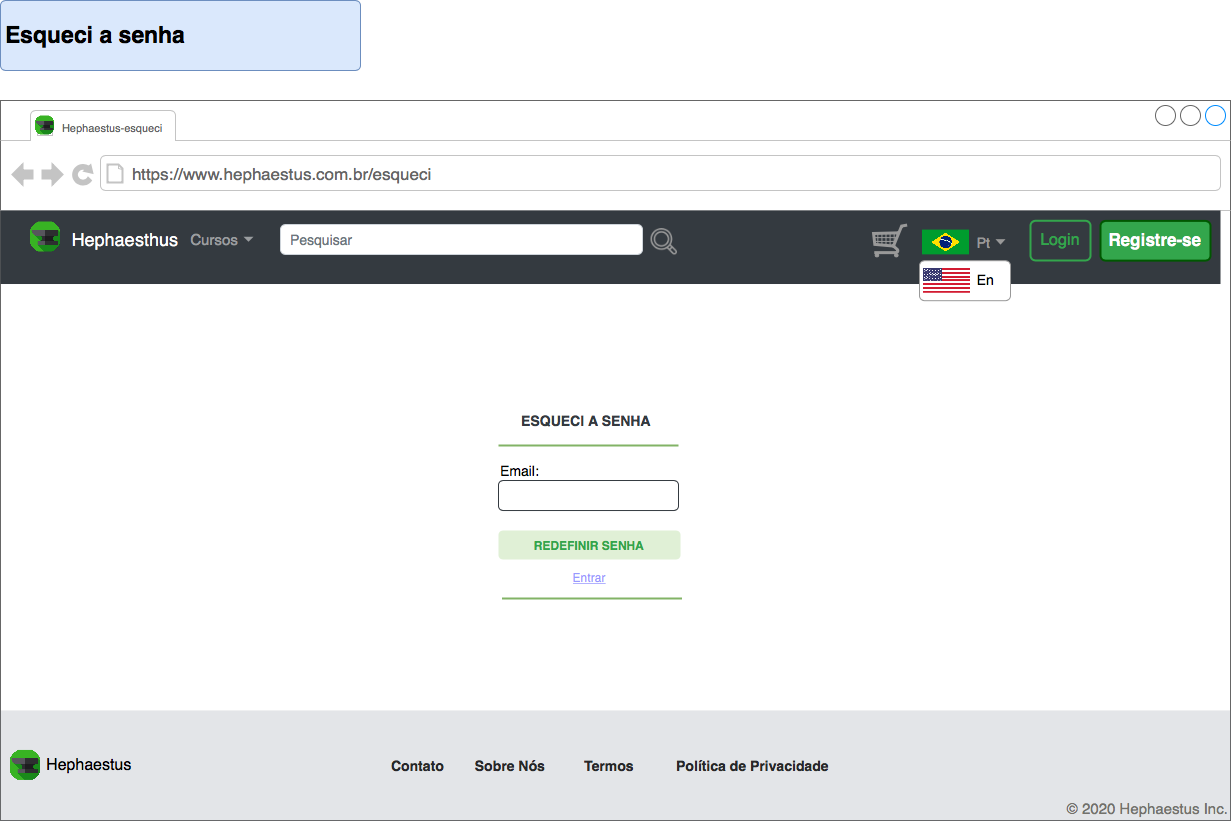 Esqueci a senha
Hephaestus-esqueci
https://www.hephaestus.com.br/esqueci
Hephaesthus Cursos Pesquisar Pt Login Registre-se
En
ESQUECI A SENHA
Email:
REDEFINIR SENHA
Entrar
Hephaestus Contato Sobre Nós Termos Política de Privacidade
© 2020 Hephaestus Inc.